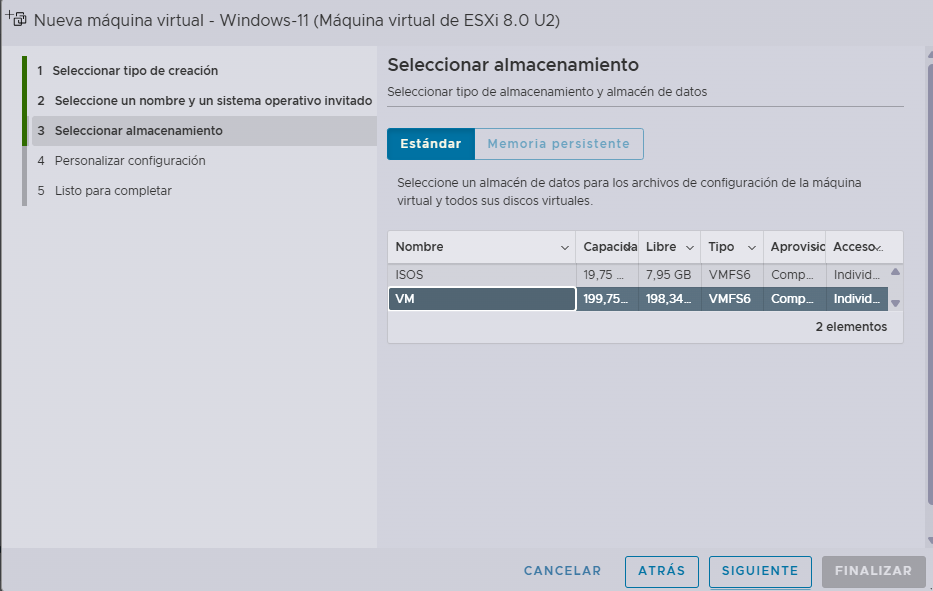 Nueva máquina virtual - Windows-11 (Máquina virtual de ESXi 8.0 U2)
1 Seleccionar tipo de creación
2 Seleccione un nombre y un sistema operativo invitado
3 Seleccionar almacenamiento
4 Personalizar configuración
5 Listo para completar
Seleccionar almacenamiento
Seleccionar tipo de almacenamiento y almacén de datos
Estándar Memoria persistente
Seleccione un almacén de datos para los archivos de configuración de la máquina
virtual y todos sus discos virtuales.
Nombre Capacida Libre Tipo Aprovisio Acceso
ISOS 19,75 ... 7,95 GB VMFS6 Comp... Individ...
VM 199,75... 198,34... VMFS6 Comp... Individ...
2 elementos
CANCELAR ATRÁS SIGUIENTE FINALIZAR